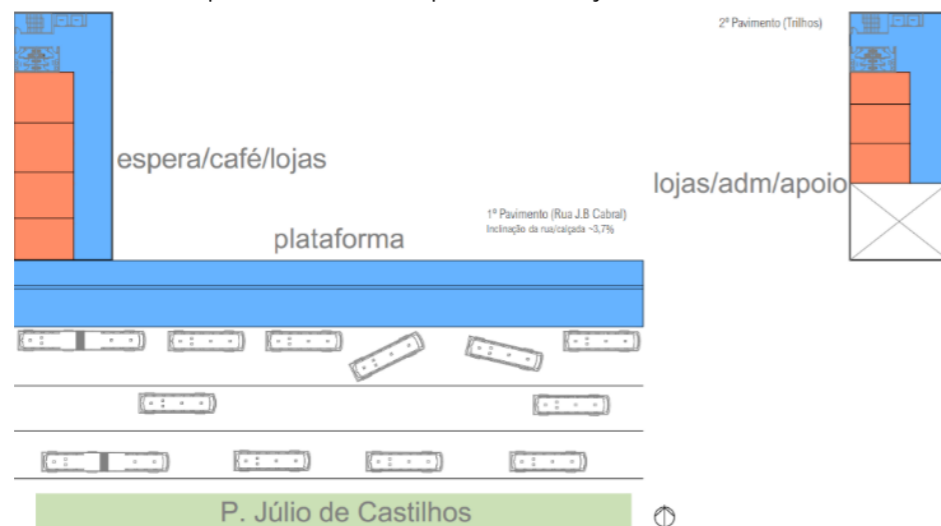 2º Pavimento (Trilhos)
espera/café/lojas
lojas/adm/apoio
1º Pavimento (Rua J.B Cabral)
Inclinação da rua/calçada ~3,7%
plataforma
P. Júlio de Castilhos